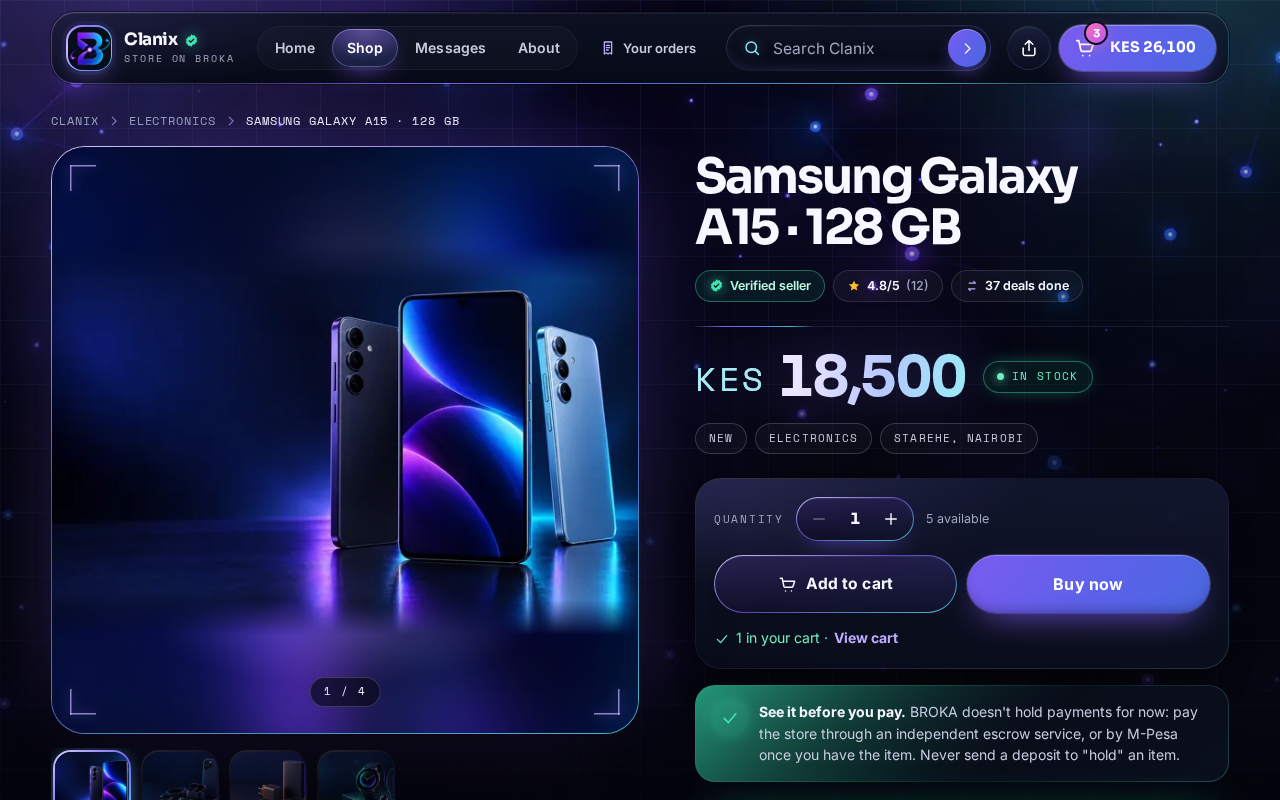 Clanix
STORE ON BROKA
Home
Shop
Messages
About
Your orders
Search Clanix
3
KES 26,100
CLANIX > ELECTRONICS > SAMSUNG GALAXY A15 · 128 GB
Samsung Galaxy
A15 · 128 GB
Verified seller
4.8/5 (12)
37 deals done
KES 18,500
IN STOCK
NEW
ELECTRONICS
STAREHE, NAIROBI
QUANTITY
− 1 +
5 available
Add to cart
Buy now
1 in your cart · View cart
1 / 4
See it before you pay. BROKA doesn't hold payments for now: pay
the store through an independent escrow service, or by M-Pesa
once you have the item. Never send a deposit to "hold" an item.